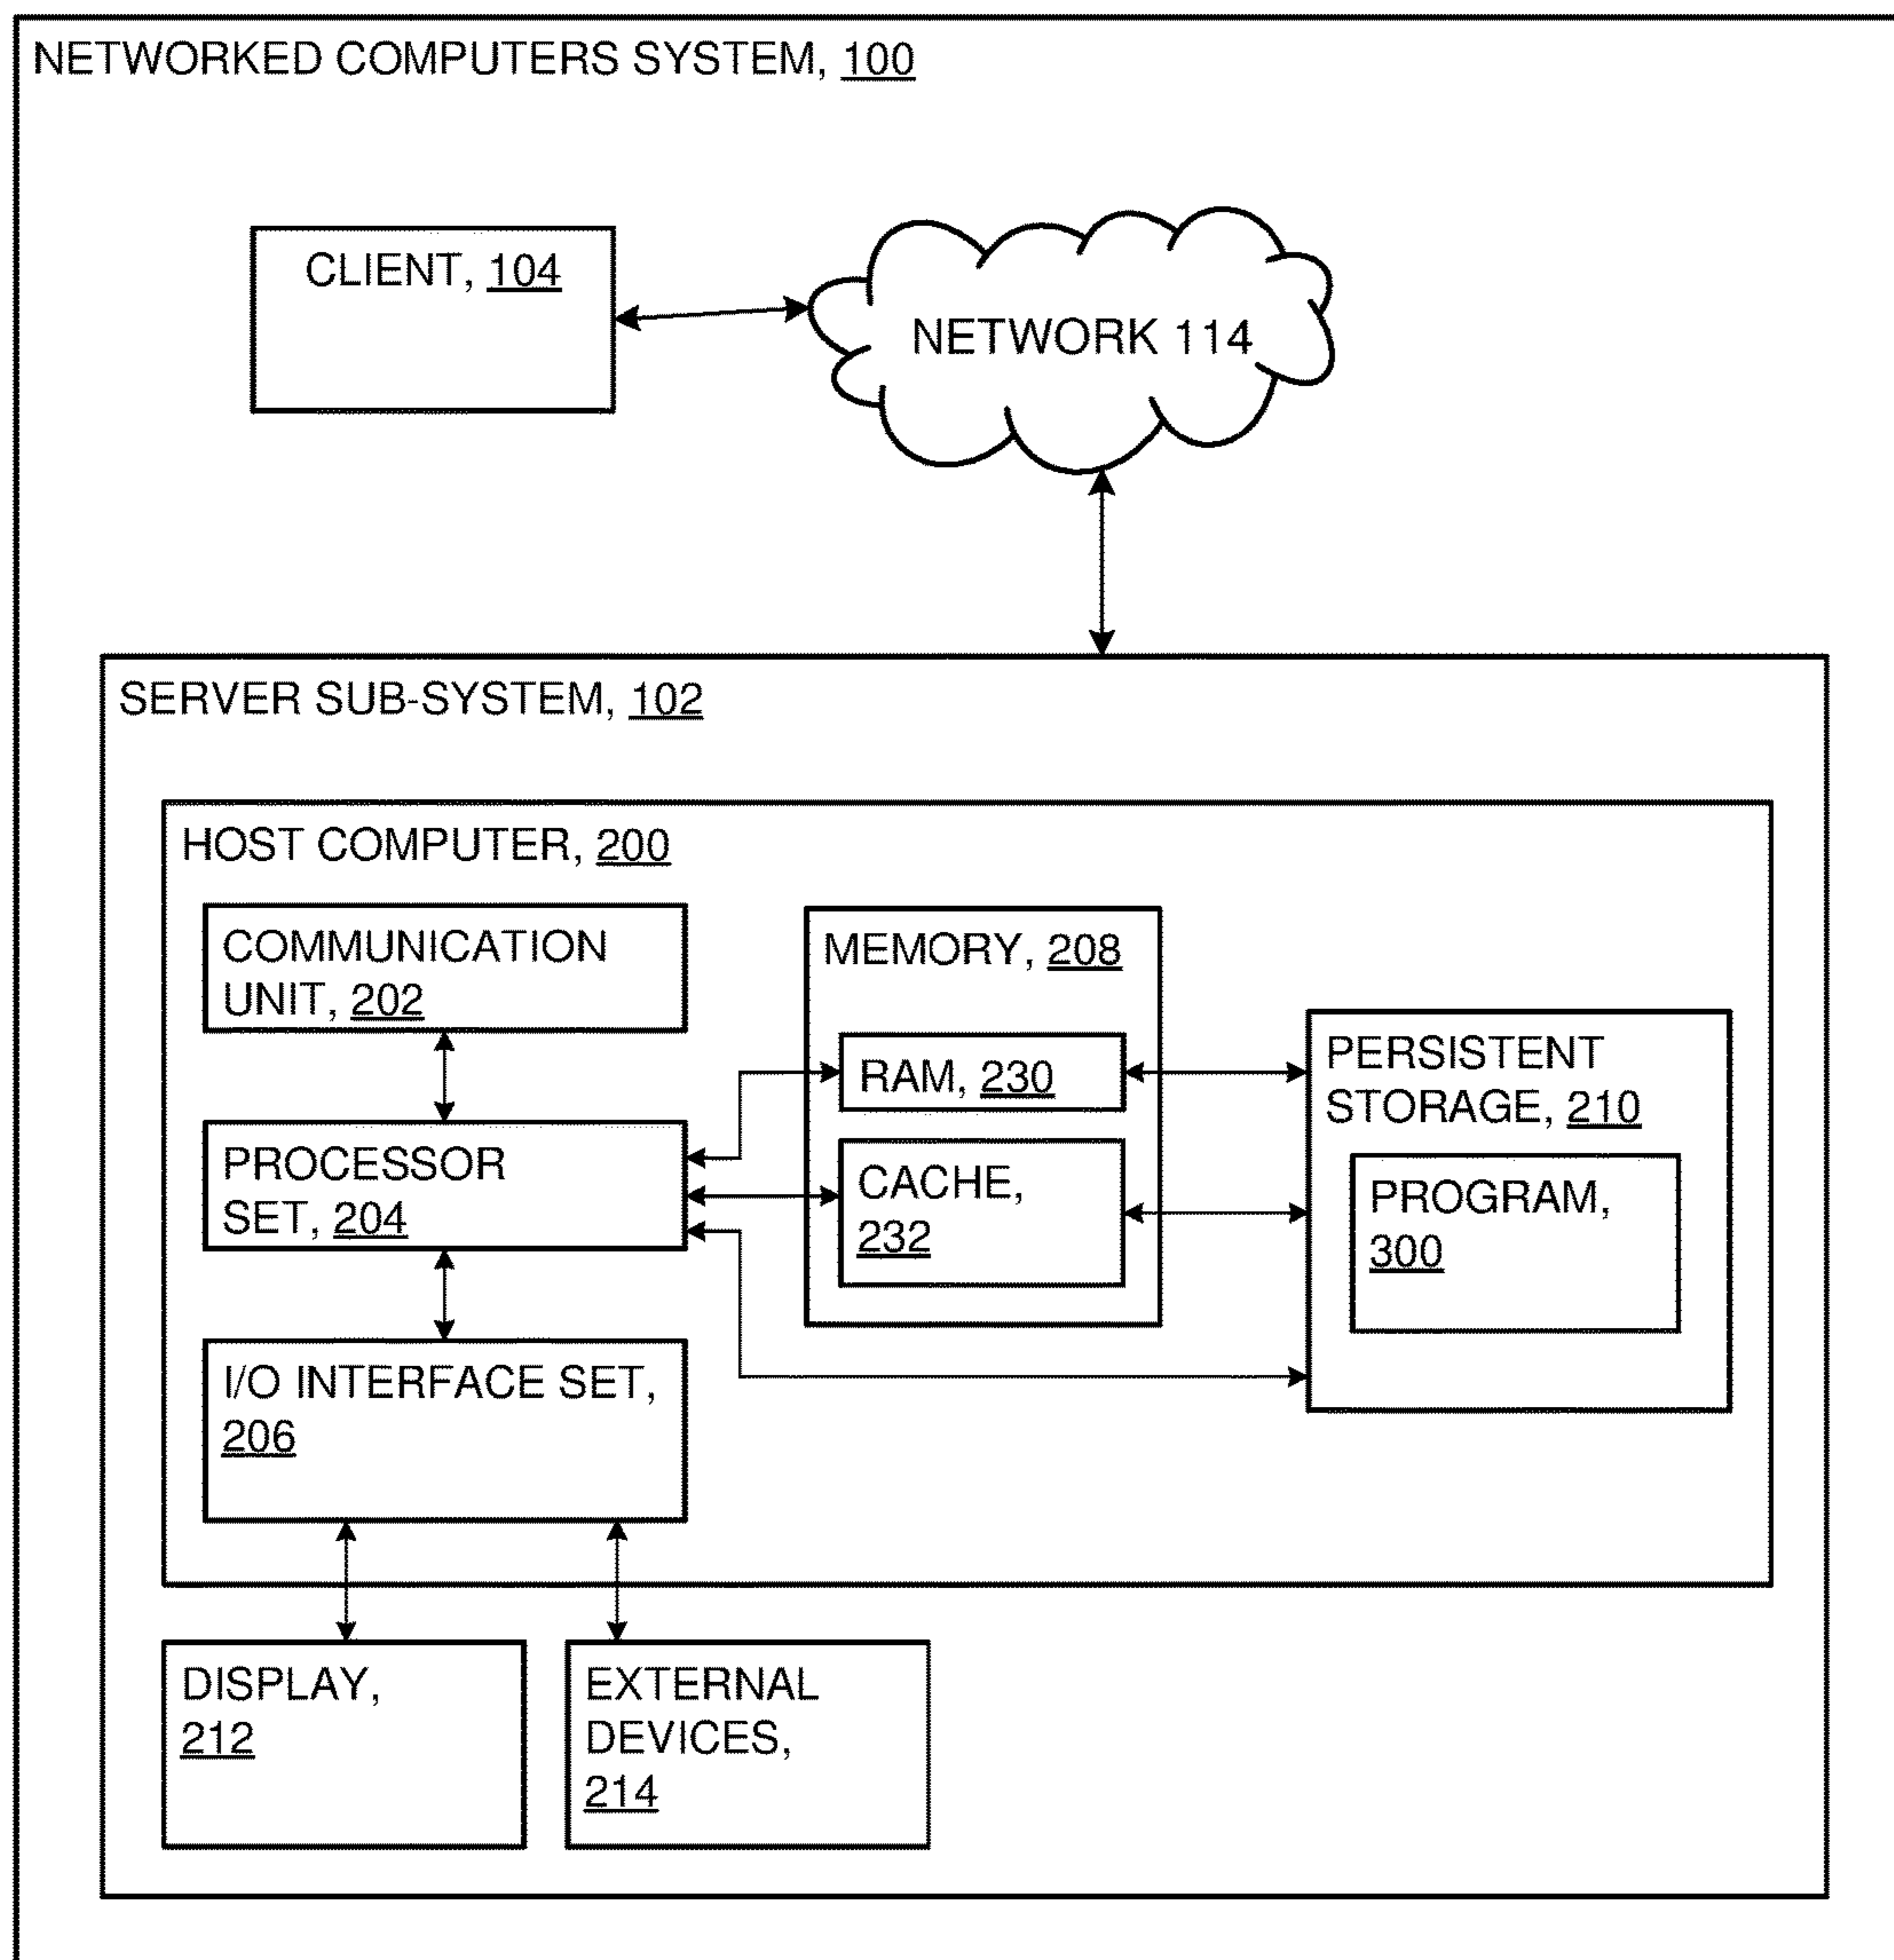 NETWORKED COMPUTERS SYSTEM, 100
CLIENT, 104
NETWORK 114
SERVER SUB-SYSTEM, 102
HOST COMPUTER, 200
COMMUNICATION
UNIT, 202
PROCESSOR
SET, 204
I/O INTERFACE SET,
206
MEMORY, 208
RAM, 230
CACHE,
232
PERSISTENT
STORAGE, 210
PROGRAM,
300
DISPLAY,
212
EXTERNAL
DEVICES,
214